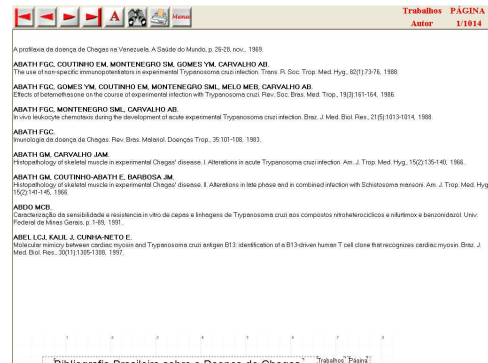 A
Menu
Trabalhos PÁGINA
Autor 1/1014
A profilaxia da doença de Chagas na Venezuela. A Saúde do Mundo, p. 26-28, nov., 1969.
ABATH FGC, COUTINHO EM, MONTENEGRO SM, GOMES YM, CARVALHO AB.
The use of non-specific immunopotentiators in experimental Trypanosoma cruzi infection. Trans. R. Soc. Trop. Med. Hyg., 82(1):73-76, 1988.
ABATH FGC, GOMES YM, COUTINHO EM, MONTENEGRO SML, MELO MEB, CARVALHO AB.
Effects of betamethasone on the course of experimental infection with Trypanosoma cruzi. Rev. Soc. Bras. Med. Trop., 19(3):161-164, 1986.
ABATH FGC, MONTENEGRO SML, CARVALHO AB.
In vivo leukocyte chemotaxis during the development of acute experimental Trypanosoma cruzi infection. Braz. J. Med. Biol. Res., 21(5):1013-1014, 1988.
ABATH FGC.
Imunologia da doença de Chagas. Rev. Bras. Malariol. Doenças Trop., 35:101-108, 1983.
ABATH GM, CARVALHO JAM.
Histopathology of skeletal muscle in experimental Chagas' disease. I. Alterations in acute Trypanosoma cruzi infection. Am. J. Trop. Med. Hyg., 15(2):135-140, 1966.
ABATH GM, COUTINHO-ABATH E, BARBOSA JM.
Histopathology of skeletal muscle in experimental Chagas' disease. II. Alterations in late phase and in combined infection with Schistosoma mansoni. Am. J. Trop. Med. Hyg
15(2):141-145, 1966.
ABDO MCB.
Caracterização da sensibilidade e resistencia in vitro de cepas e linhagens de Trypanosoma cruzi aos compostos nitroheterociclicos e nifurtimox e benzonidazol. Univ.
Federal de Minas Gerais, p. 1-89, 1991.
ABEL LCJ, KALIL J, CUNHA-NETO E.
Molecular mimicry between cardiac myosin and Trypanosoma cruzi antigen B13: identification of a B13-driven human T cell clone that recognizes cardiac myosin. Braz. J.
Med. Biol. Res., 30(11):1305-1308, 1997.
1 2 3 4 5 6 7 8
Bibliografia Brasileira sobre a Doença de Chagas Trabalhos Página